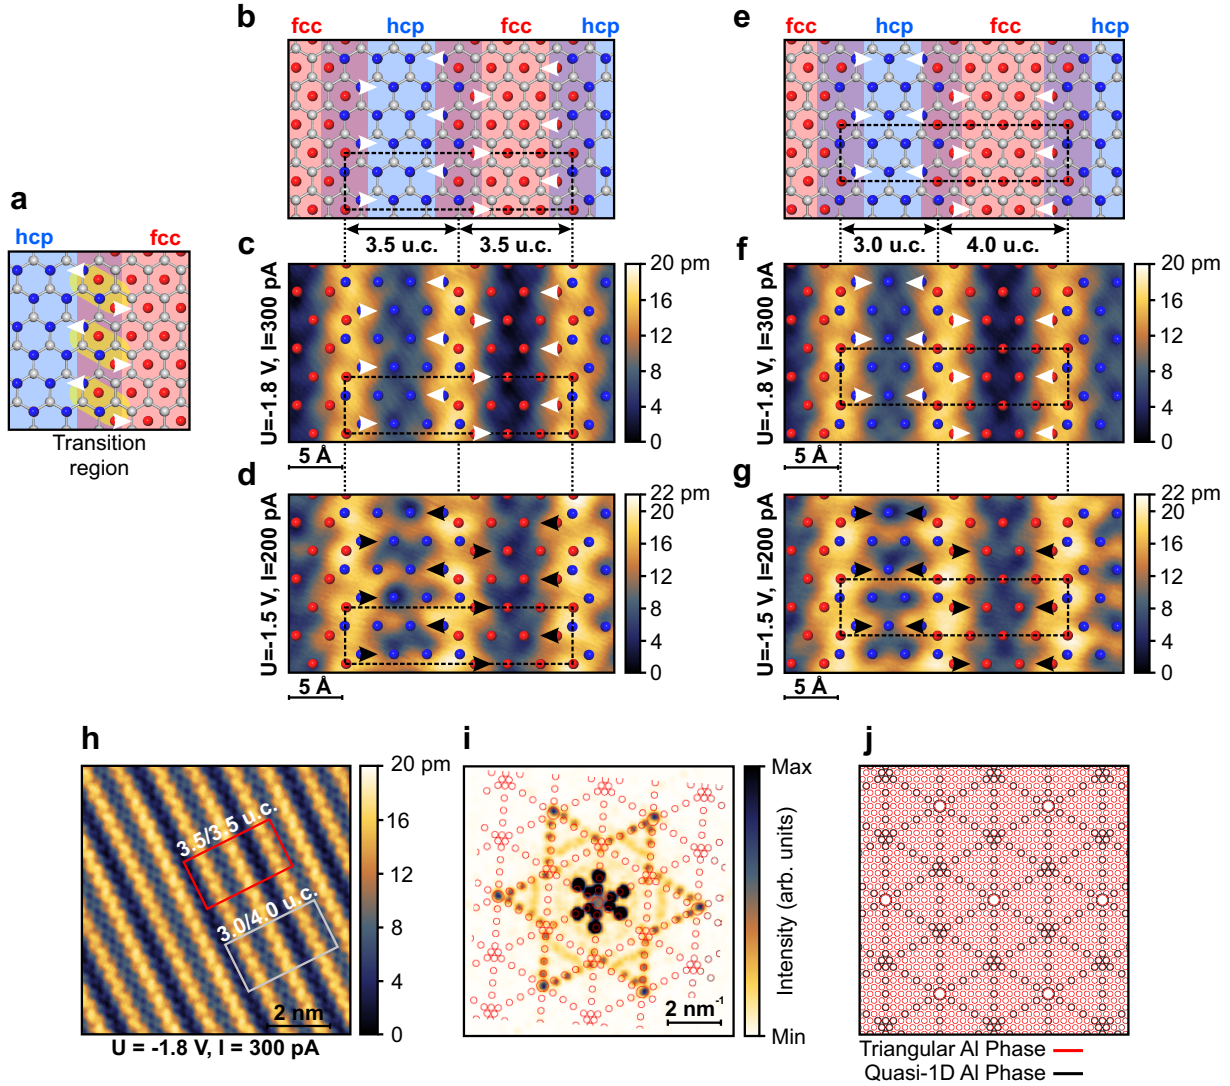 b
fcc
hcp
fcc
hcp
e
fcc
hcp
fcc
hcp
a
hcp
fcc
Transition
region
3.5 u.c.
3.5 u.c.
3.0 u.c.
4.0 u.c.
c
U=-1.8 V, I=300 pA
20 pm
16
12
8
4
0
5 Å
f
U=-1.8 V, I=300 pA
20 pm
16
12
8
4
0
5 Å
d
U=-1.5 V, I=200 pA
22 pm
20
16
12
8
4
0
5 Å
g
U=-1.5 V, I=200 pA
22 pm
20
16
12
8
4
0
5 Å
h
3.5/3.5 u.c.
3.0/4.0 u.c.
2 nm
20 pm
16
12
8
4
0
U = -1.8 V, I = 300 pA
i
2 nm⁻¹
Max
Intensity (arb. units)
Min
j
Triangular Al Phase
Quasi-1D Al Phase